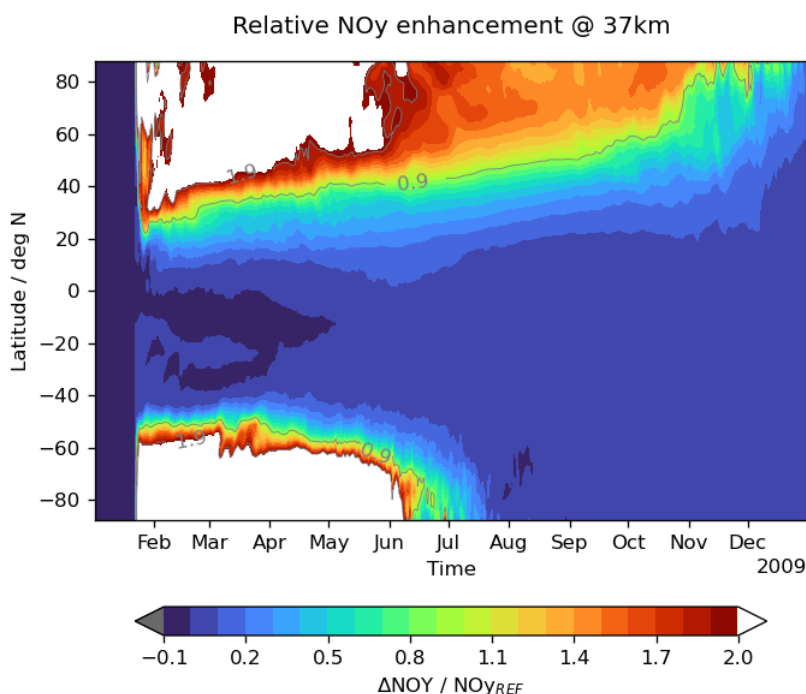 Relative NOy enhancement @ 37km
80
60
40
20
0
−20
−40
−60
−80
Latitude / deg N
1.9
0.9
1.9
0.9
Feb Mar Apr May Jun Jul Aug Sep Oct Nov Dec
Time
2009
−0.1 0.2 0.5 0.8 1.1 1.4 1.7 2.0
ΔNOY / NOyREF